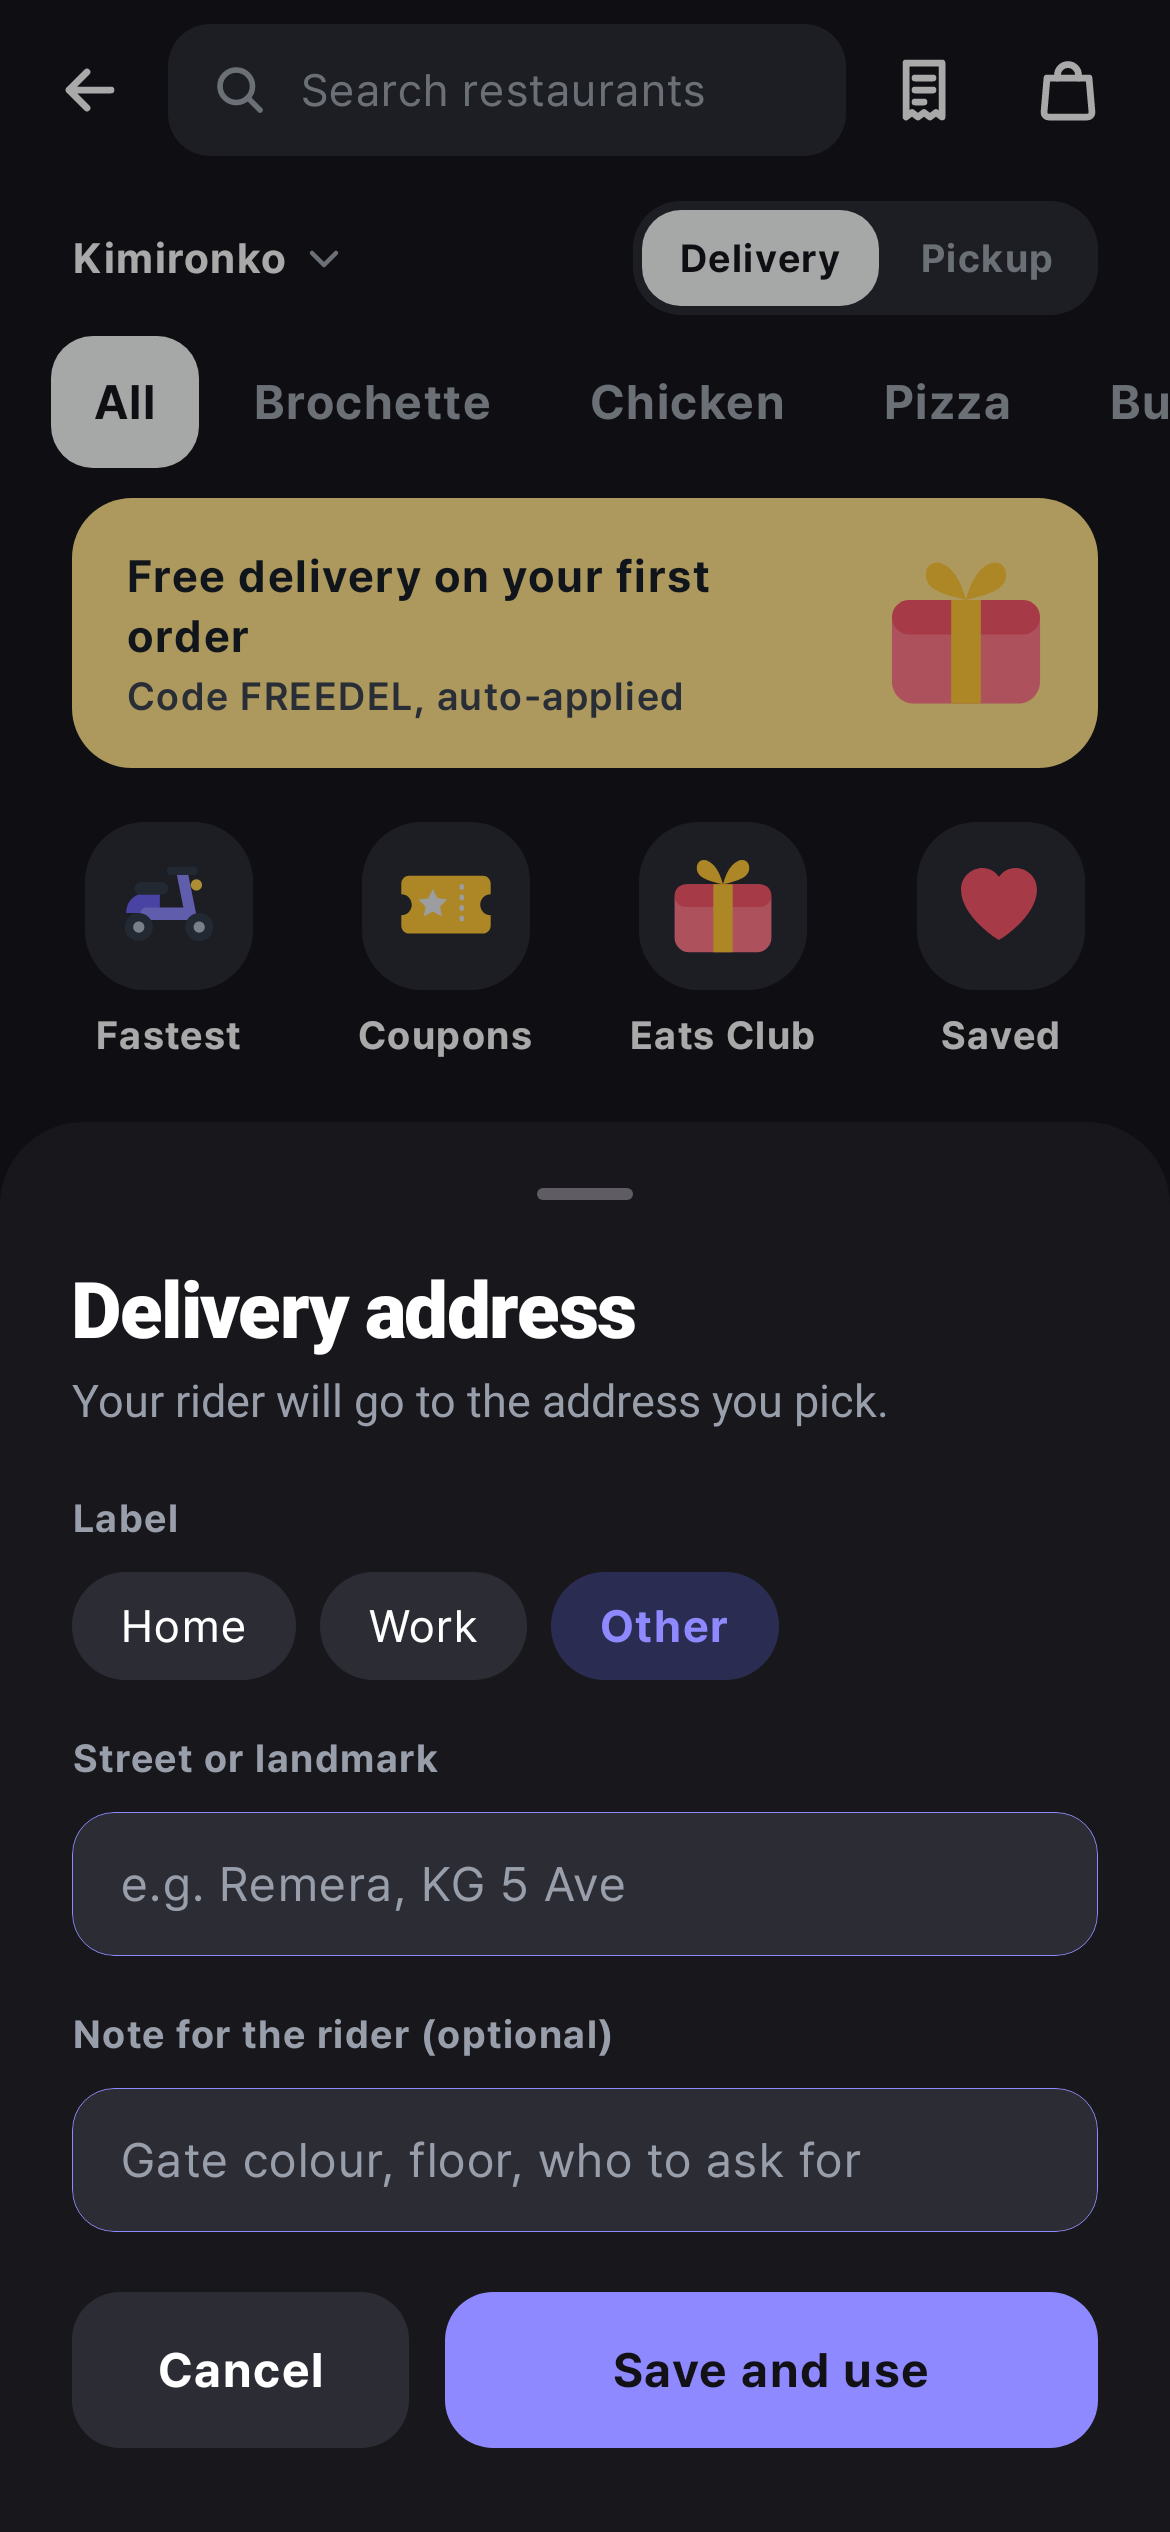 Search restaurants
Kimironko
Delivery
Pickup
All
Brochette
Chicken
Pizza
Bu
Free delivery on your first
order
Code FREEDEL, auto-applied
Fastest
Coupons
Eats Club
Saved
Delivery address
Your rider will go to the address you pick.
Label
Home
Work
Other
Street or landmark
e.g. Remera, KG 5 Ave
Note for the rider (optional)
Gate colour, floor, who to ask for
Cancel
Save and use